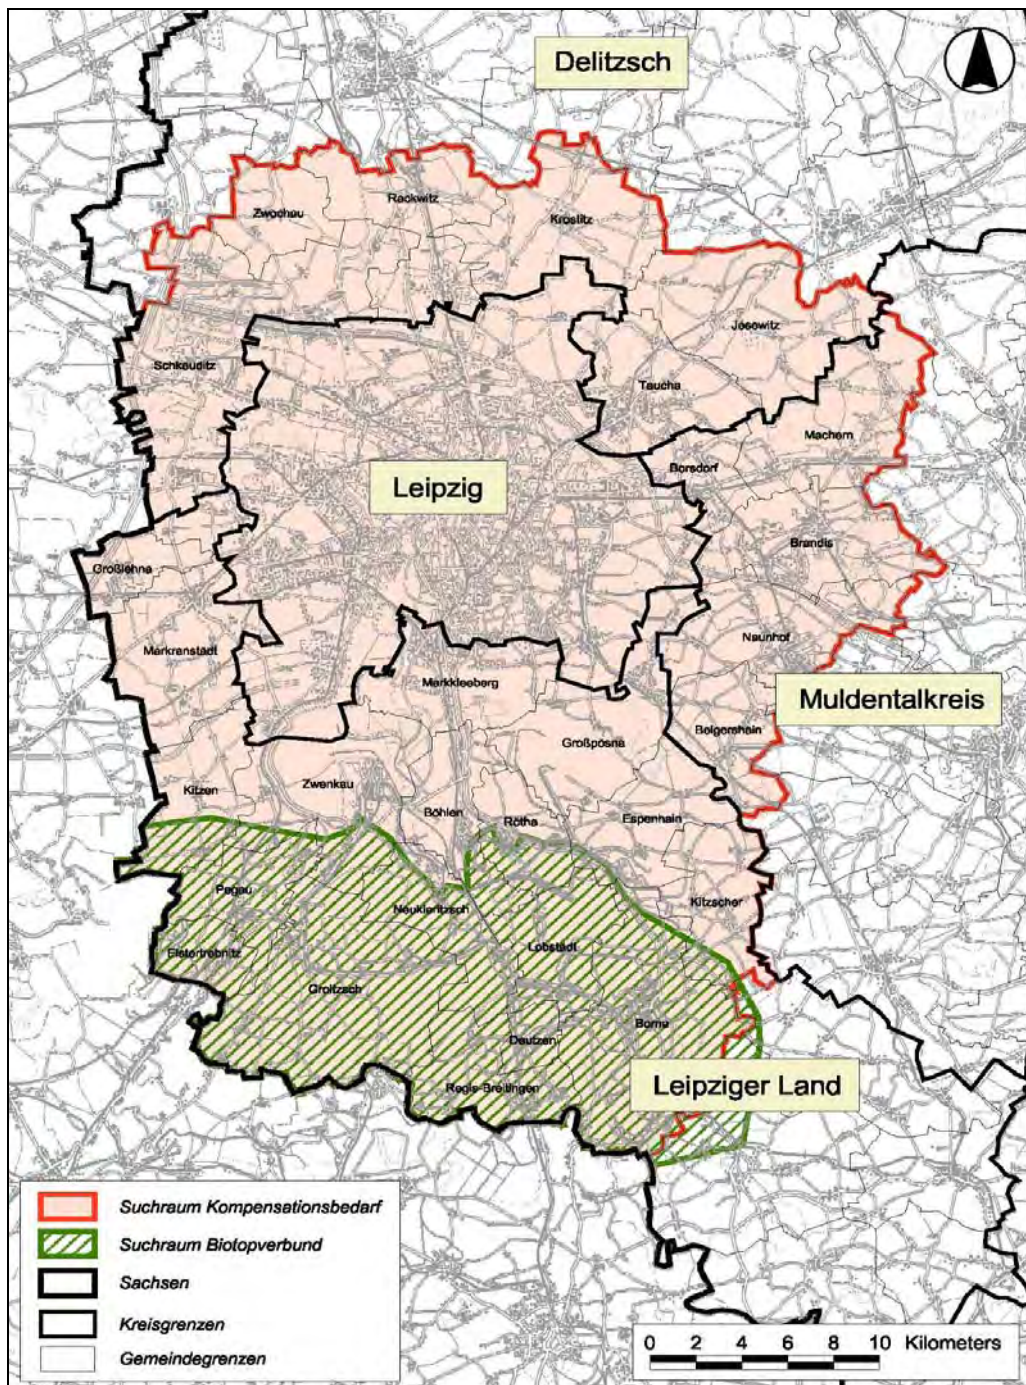 Delitzsch
Rackwitz
Zwochau
Krostitz
Jesewitz
Schkeuditz
Taucha
Machern
Borsdorf
Leipzig
Brandis
Großlehna
Naunhof
Markranstädt
Markkleeberg
Muldentalkreis
Belgershain
Großpösna
Zwenkau
Kitzen
Böhlen
Rötha
Espenhain
Pegau
Kitzscher
Neukieritzsch
Lobstädt
Elstertrebnitz
Groitzsch
Borna
Deutzen
Regis-Breitingen
Leipziger Land
Suchraum Kompensationsbedarf
Suchraum Biotopverbund
Sachsen
Kreisgrenzen
Gemeindegrenzen
0 2 4 6 8 10 Kilometers